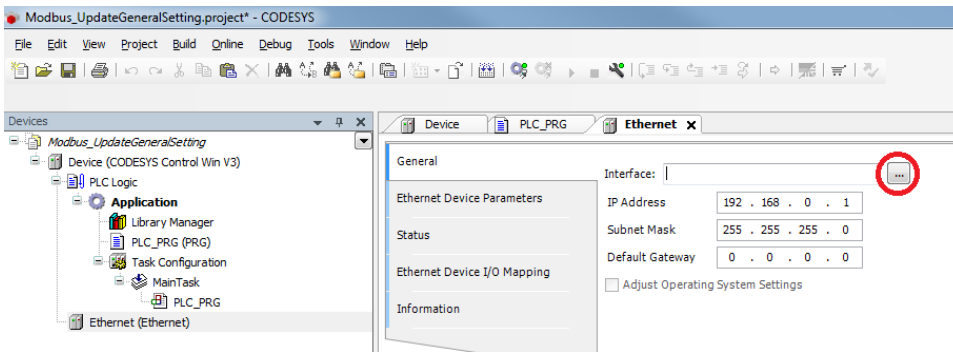 Modbus_UpdateGeneralSetting.project* - CODESYS
File Edit View Project Build Online Debug Tools Window Help
Devices
Modbus_UpdateGeneralSetting
Device (CODESYS Control Win V3)
PLC Logic
Application
Library Manager
PLC_PRG (PRG)
Task Configuration
MainTask
PLC_PRG
Ethernet (Ethernet)
Device PLC_PRG Ethernet X
General
Ethernet Device Parameters
Status
Ethernet Device I/O Mapping
Information
Interface: ...
IP Address 192 . 168 . 0 . 1
Subnet Mask 255 . 255 . 255 . 0
Default Gateway 0 . 0 . 0 . 0
Adjust Operating System Settings